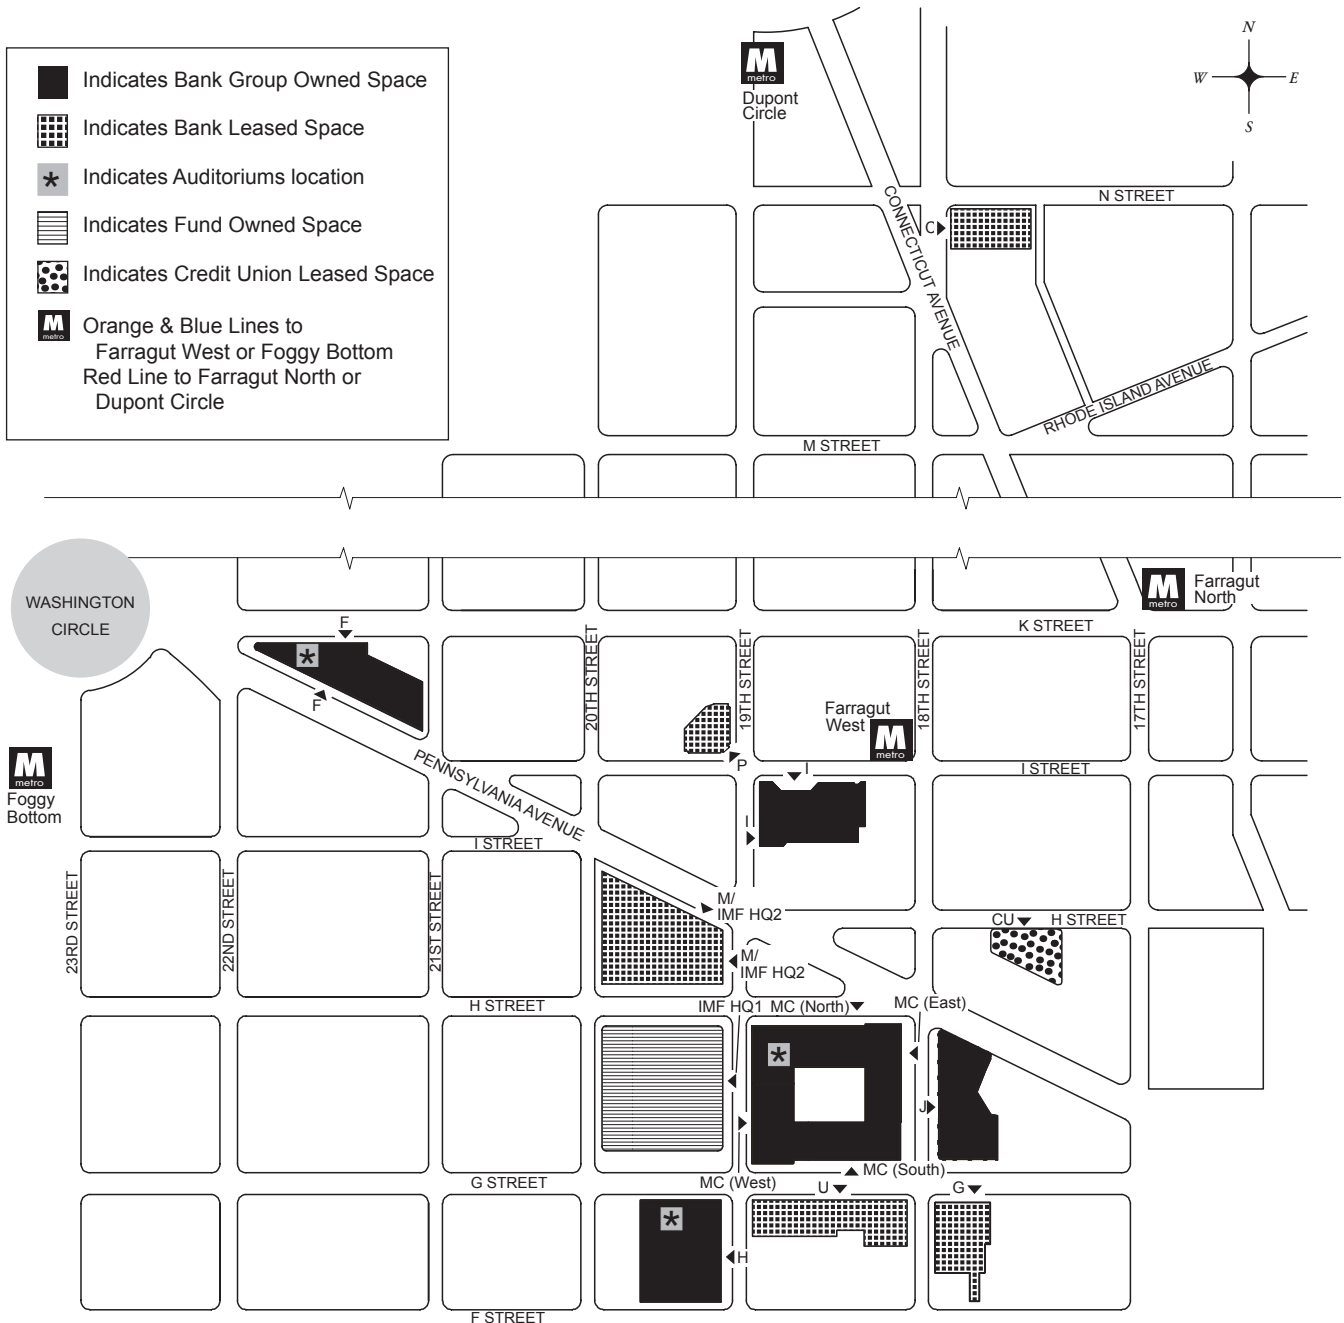 Indicates Bank Group Owned Space
Indicates Bank Leased Space
* Indicates Auditoriums location
Indicates Fund Owned Space
Indicates Credit Union Leased Space
M metro
Orange & Blue Lines to
Farragut West or Foggy Bottom
Red Line to Farragut North or
Dupont Circle
M
metro
Dupont
Circle
N
W E
S
N STREET
C
CONNECTICUT AVENUE
RHODE ISLAND AVENUE
M STREET
WASHINGTON
CIRCLE
M
metro
Farragut
North
K STREET
F
*
F
20TH STREET
19TH STREET
18TH STREET
17TH STREET
Farragut
West
M
metro
P
I
I STREET
M
metro
Foggy
Bottom
PENNSYLVANIA AVENUE
I
I STREET
23RD STREET
22ND STREET
21ST STREET
M/
IMF HQ2
CU
H STREET
M/
IMF HQ2
H STREET
IMF HQ1
MC (North)
MC (East)
*
J
MC (South)
G STREET
MC (West)
U
G
*
H
F STREET